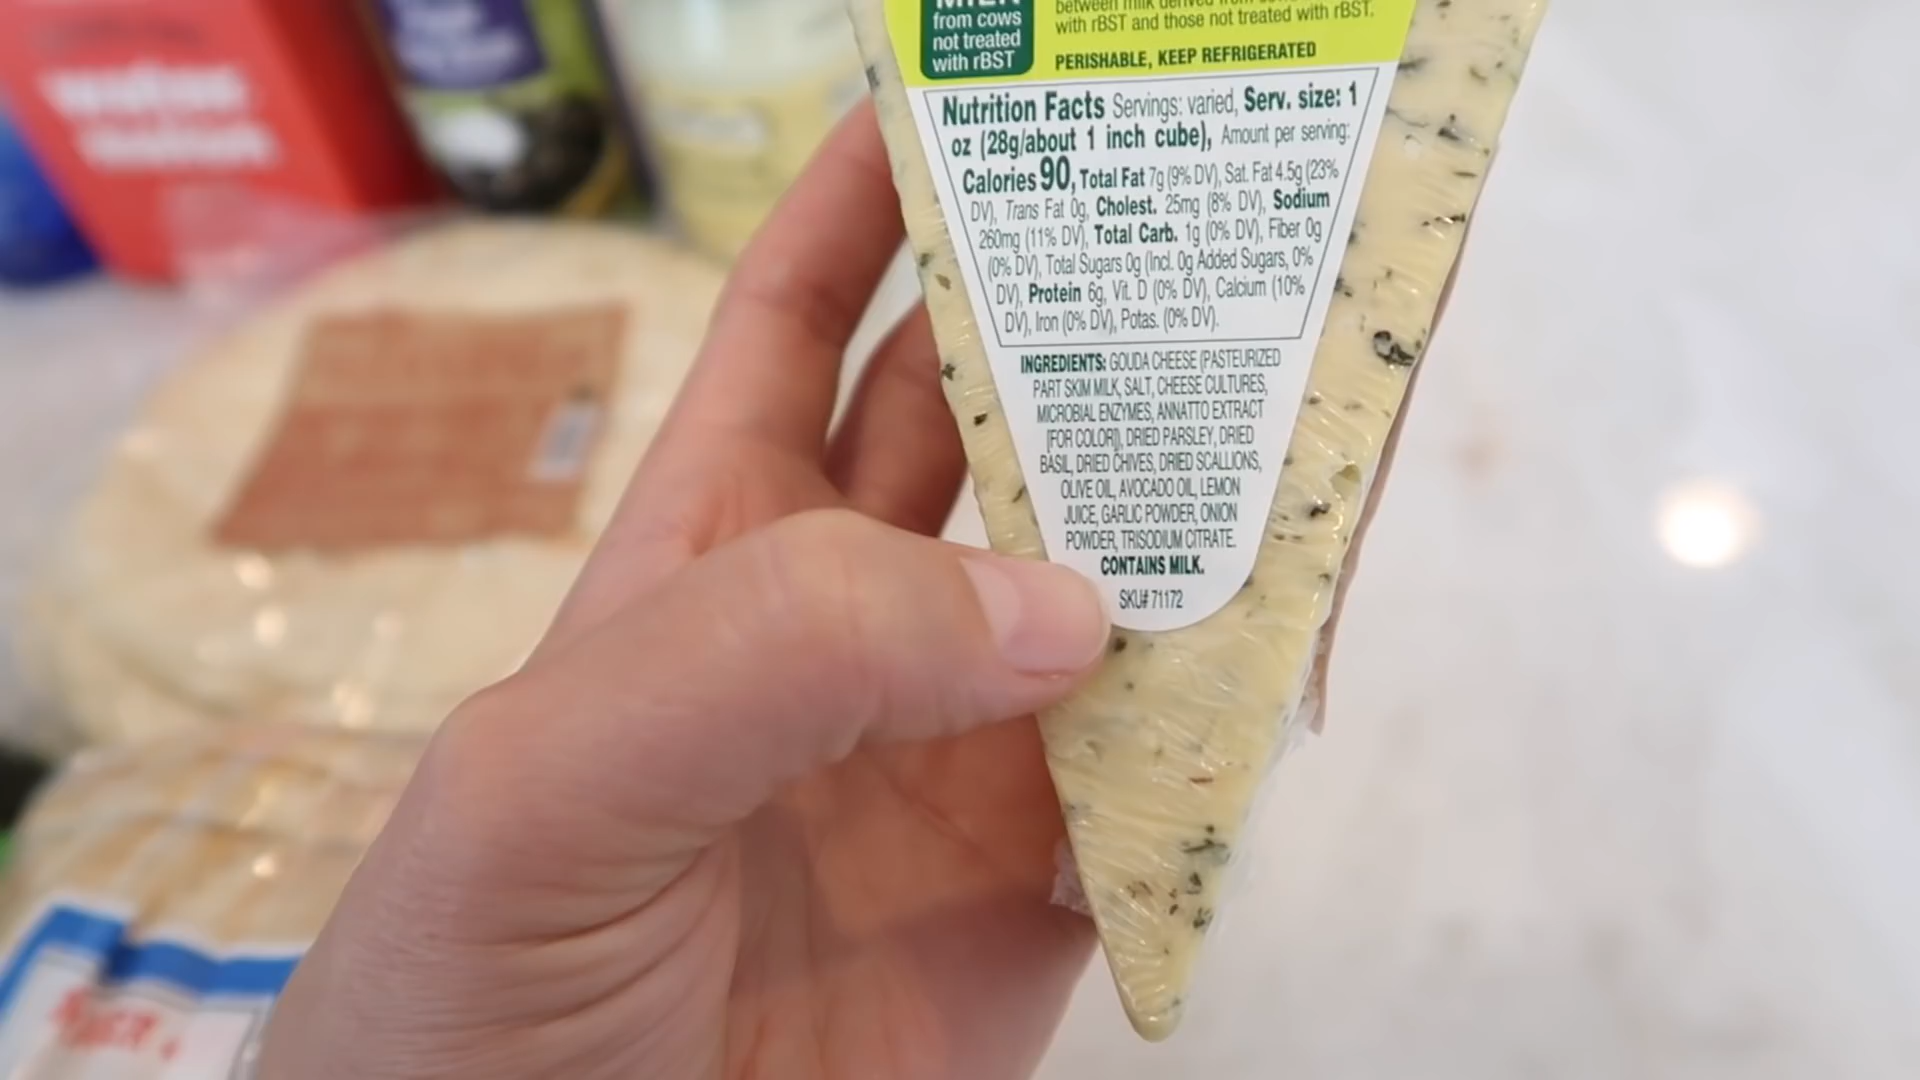 from cows
not treated
with rBST
with rBST and those not treated with rBST.
PERISHABLE, KEEP REFRIGERATED
Nutrition Facts Servings: varied, Serv. size: 1
oz (28g/about 1 inch cube), Amount per serving:
Calories 90, Total Fat 7g (9% DV), Sat. Fat 4.5g (23%
DV), Trans Fat 0g, Cholest. 25mg (8% DV), Sodium
260mg (11% DV), Total Carb. 1g (0% DV), Fiber 0g
(0% DV), Total Sugars 0g (Incl. 0g Added Sugars, 0%
DV), Protein 6g, Vit. D (0% DV), Calcium (10%
DV), Iron (0% DV), Potas. (0% DV).
INGREDIENTS: GOUDA CHEESE (PASTEURIZED
PART SKIM MILK, SALT, CHEESE CULTURES,
MICROBIAL ENZYMES, ANNATTO EXTRACT
[FOR COLOR]), DRIED PARSLEY, DRIED
BASIL, DRIED CHIVES, DRIED SCALLIONS,
OLIVE OIL, AVOCADO OIL, LEMON
JUICE, GARLIC POWDER, ONION
POWDER, TRISODIUM CITRATE.
CONTAINS MILK.
SKU# 71172